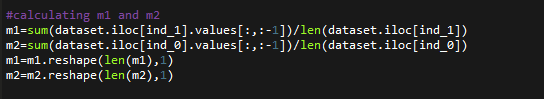 #calculating m1 and m2
m1=sum(dataset.iloc[ind_1].values[:,:-1])/len(dataset.iloc[ind_1])
m2=sum(dataset.iloc[ind_0].values[:,:-1])/len(dataset.iloc[ind_0])
m1=m1.reshape(len(m1),1)
m2=m2.reshape(len(m2),1)